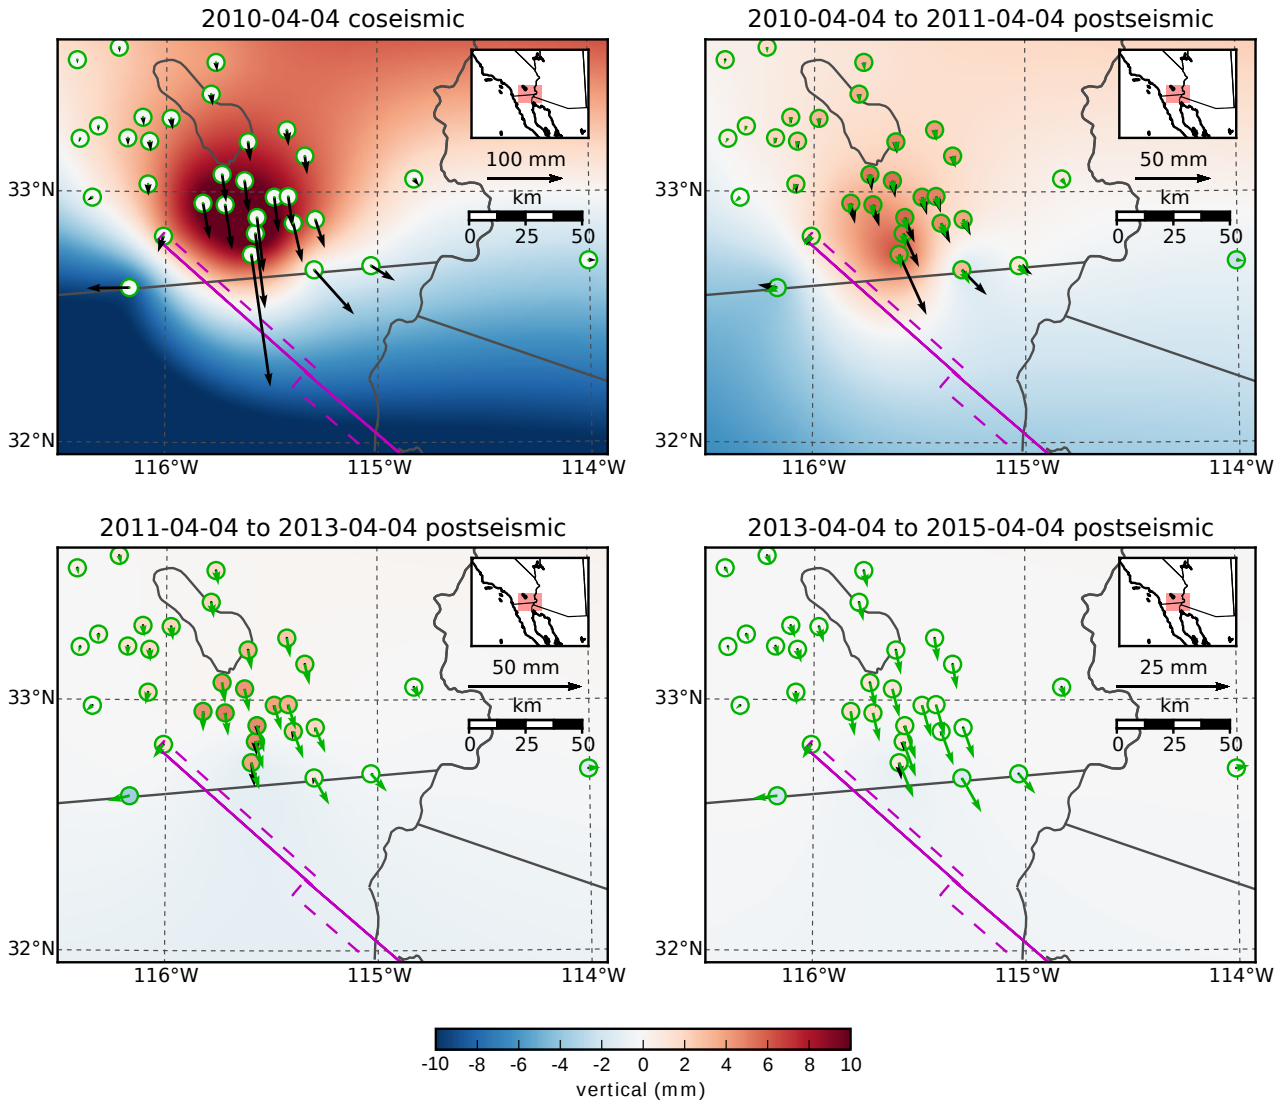 2010-04-04 coseismic
2010-04-04 to 2011-04-04 postseismic
100 mm
km
0 25 50
50 mm
km
0 25 50
33°N
32°N
116°W 115°W 114°W
33°N
32°N
116°W 115°W 114°W
2011-04-04 to 2013-04-04 postseismic
2013-04-04 to 2015-04-04 postseismic
50 mm
km
0 25 50
25 mm
km
0 25 50
33°N
32°N
116°W 115°W 114°W
33°N
32°N
116°W 115°W 114°W
-10 -8 -6 -4 -2 0 2 4 6 8 10
vertical (mm)